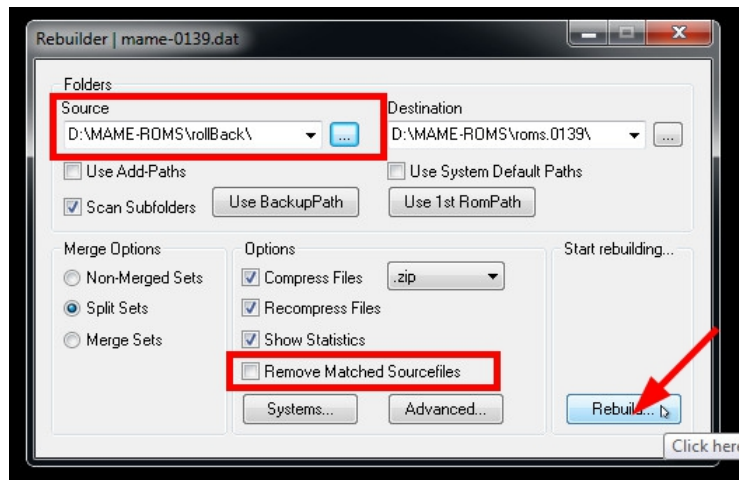 Rebuilder | mame-0139.dat
Folders
Source
Destination
D:\MAME-ROMS\rollBack\
...
D:\MAME-ROMS\roms.0139\
...
Use Add-Paths
Use System Default Paths
Scan Subfolders
Use BackupPath
Use 1st RomPath
Merge Options
Options
Start rebuilding...
Non-Merged Sets
Compress Files
.zip
Split Sets
Recompress Files
Merge Sets
Show Statistics
Remove Matched Sourcefiles
Systems...
Advanced...
Rebuild...
Click here